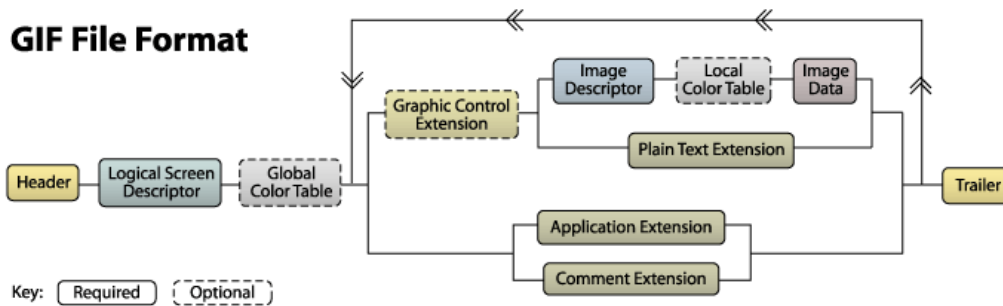 GIF File Format
Image
Descriptor
Local
Color Table
Image
Data
Graphic Control
Extension
Plain Text Extension
Header
Logical Screen
Descriptor
Global
Color Table
Trailer
Application Extension
Comment Extension
Key: Required Optional